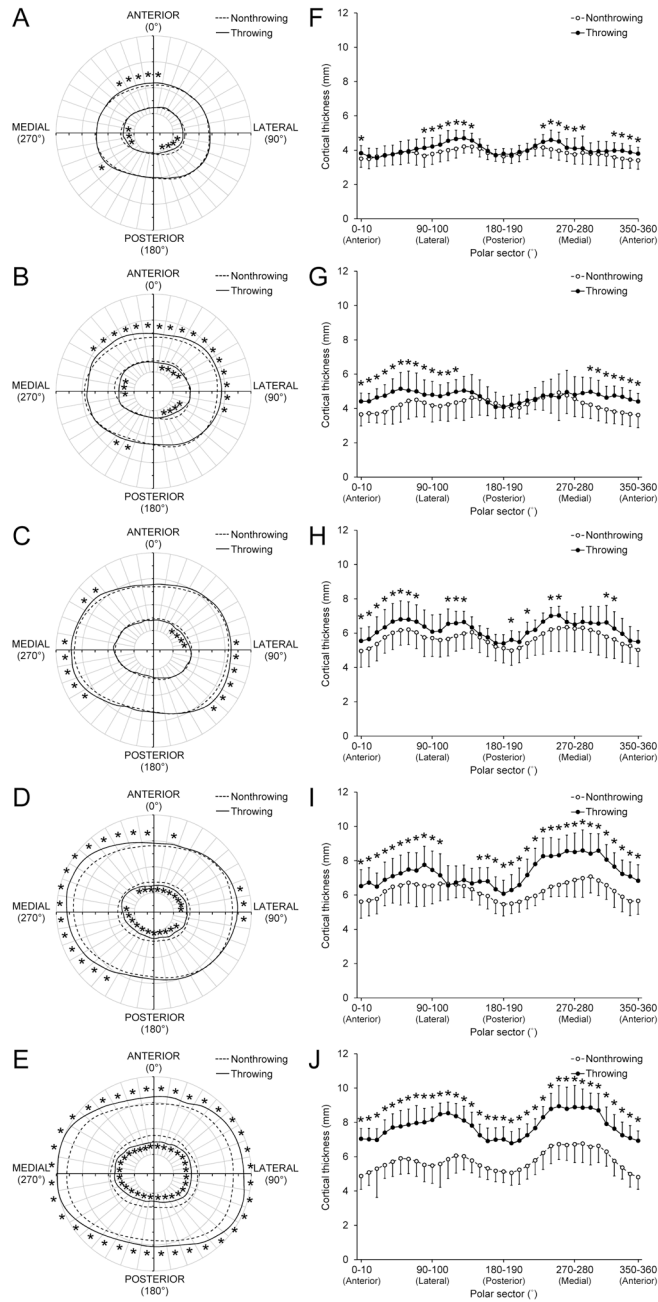 A
ANTERIOR
(0°)
Nonthrowing
Throwing
MEDIAL
(270°)
LATERAL
(90°)
POSTERIOR
(180°)
F
Cortical thickness (mm)
12
10
8
6
4
2
0
Nonthrowing
Throwing
0-10 90-100 180-190 270-280 350-360
(Anterior) (Lateral) (Posterior) (Medial) (Anterior)
Polar sector (°)
B
ANTERIOR
(0°)
Nonthrowing
Throwing
MEDIAL
(270°)
LATERAL
(90°)
POSTERIOR
(180°)
G
Cortical thickness (mm)
12
10
8
6
4
2
0
Nonthrowing
Throwing
0-10 90-100 180-190 270-280 350-360
(Anterior) (Lateral) (Posterior) (Medial) (Anterior)
Polar sector (°)
C
ANTERIOR
(0°)
Nonthrowing
Throwing
MEDIAL
(270°)
LATERAL
(90°)
POSTERIOR
(180°)
H
Cortical thickness (mm)
12
10
8
6
4
2
0
Nonthrowing
Throwing
0-10 90-100 180-190 270-280 350-360
(Anterior) (Lateral) (Posterior) (Medial) (Anterior)
Polar sector (°)
D
ANTERIOR
(0°)
Nonthrowing
Throwing
MEDIAL
(270°)
LATERAL
(90°)
POSTERIOR
(180°)
I
Cortical thickness (mm)
12
10
8
6
4
2
0
Nonthrowing
Throwing
0-10 90-100 180-190 270-280 350-360
(Anterior) (Lateral) (Posterior) (Medial) (Anterior)
Polar sector (°)
E
ANTERIOR
(0°)
Nonthrowing
Throwing
MEDIAL
(270°)
LATERAL
(90°)
POSTERIOR
(180°)
J
Cortical thickness (mm)
12
10
8
6
4
2
0
Nonthrowing
Throwing
0-10 90-100 180-190 270-280 350-360
(Anterior) (Lateral) (Posterior) (Medial) (Anterior)
Polar sector (°)